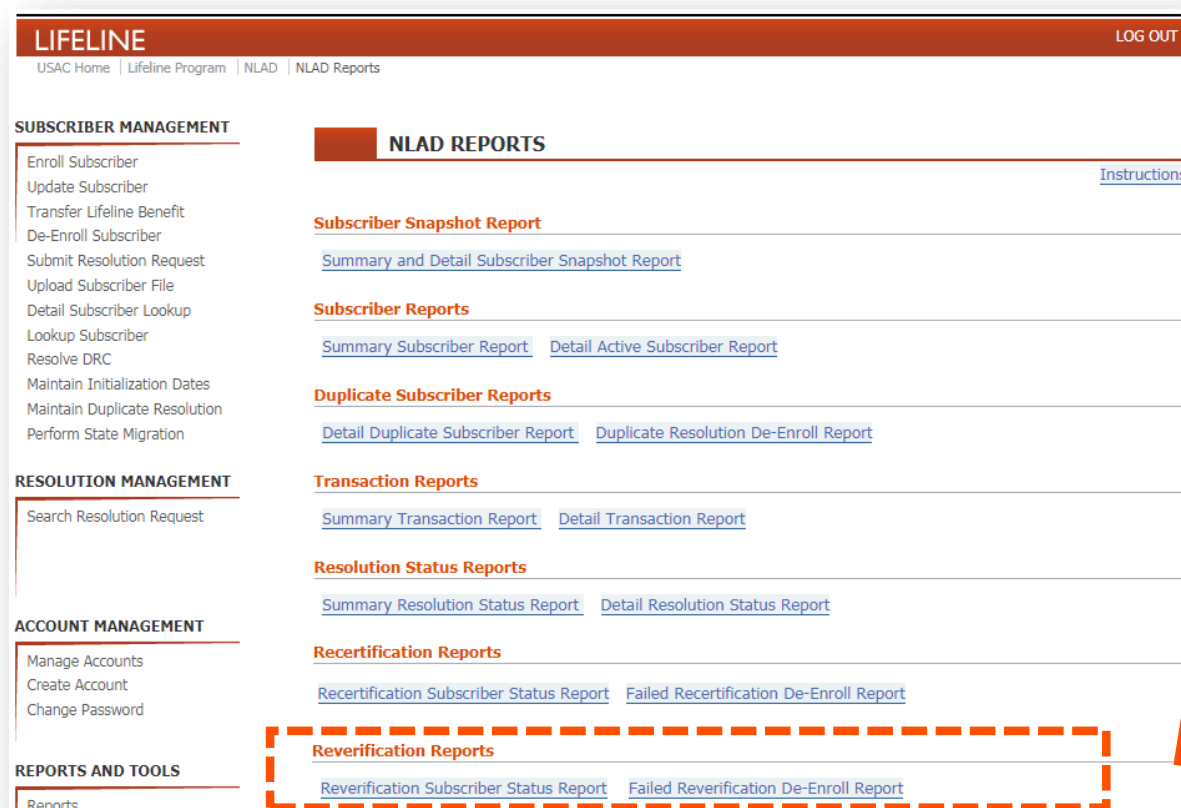 LIFELINE
LOG OUT
USAC Home | Lifeline Program | NLAD | NLAD Reports
SUBSCRIBER MANAGEMENT
Enroll Subscriber
Update Subscriber
Transfer Lifeline Benefit
De-Enroll Subscriber
Submit Resolution Request
Upload Subscriber File
Detail Subscriber Lookup
Lookup Subscriber
Resolve DRC
Maintain Initialization Dates
Maintain Duplicate Resolution
Perform State Migration
RESOLUTION MANAGEMENT
Search Resolution Request
ACCOUNT MANAGEMENT
Manage Accounts
Create Account
Change Password
REPORTS AND TOOLS
Reports
NLAD REPORTS
Instructions
Subscriber Snapshot Report
Summary and Detail Subscriber Snapshot Report
Subscriber Reports
Summary Subscriber Report Detail Active Subscriber Report
Duplicate Subscriber Reports
Detail Duplicate Subscriber Report Duplicate Resolution De-Enroll Report
Transaction Reports
Summary Transaction Report Detail Transaction Report
Resolution Status Reports
Summary Resolution Status Report Detail Resolution Status Report
Recertification Reports
Recertification Subscriber Status Report Failed Recertification De-Enroll Report
Reverification Reports
Reverification Subscriber Status Report Failed Reverification De-Enroll Report